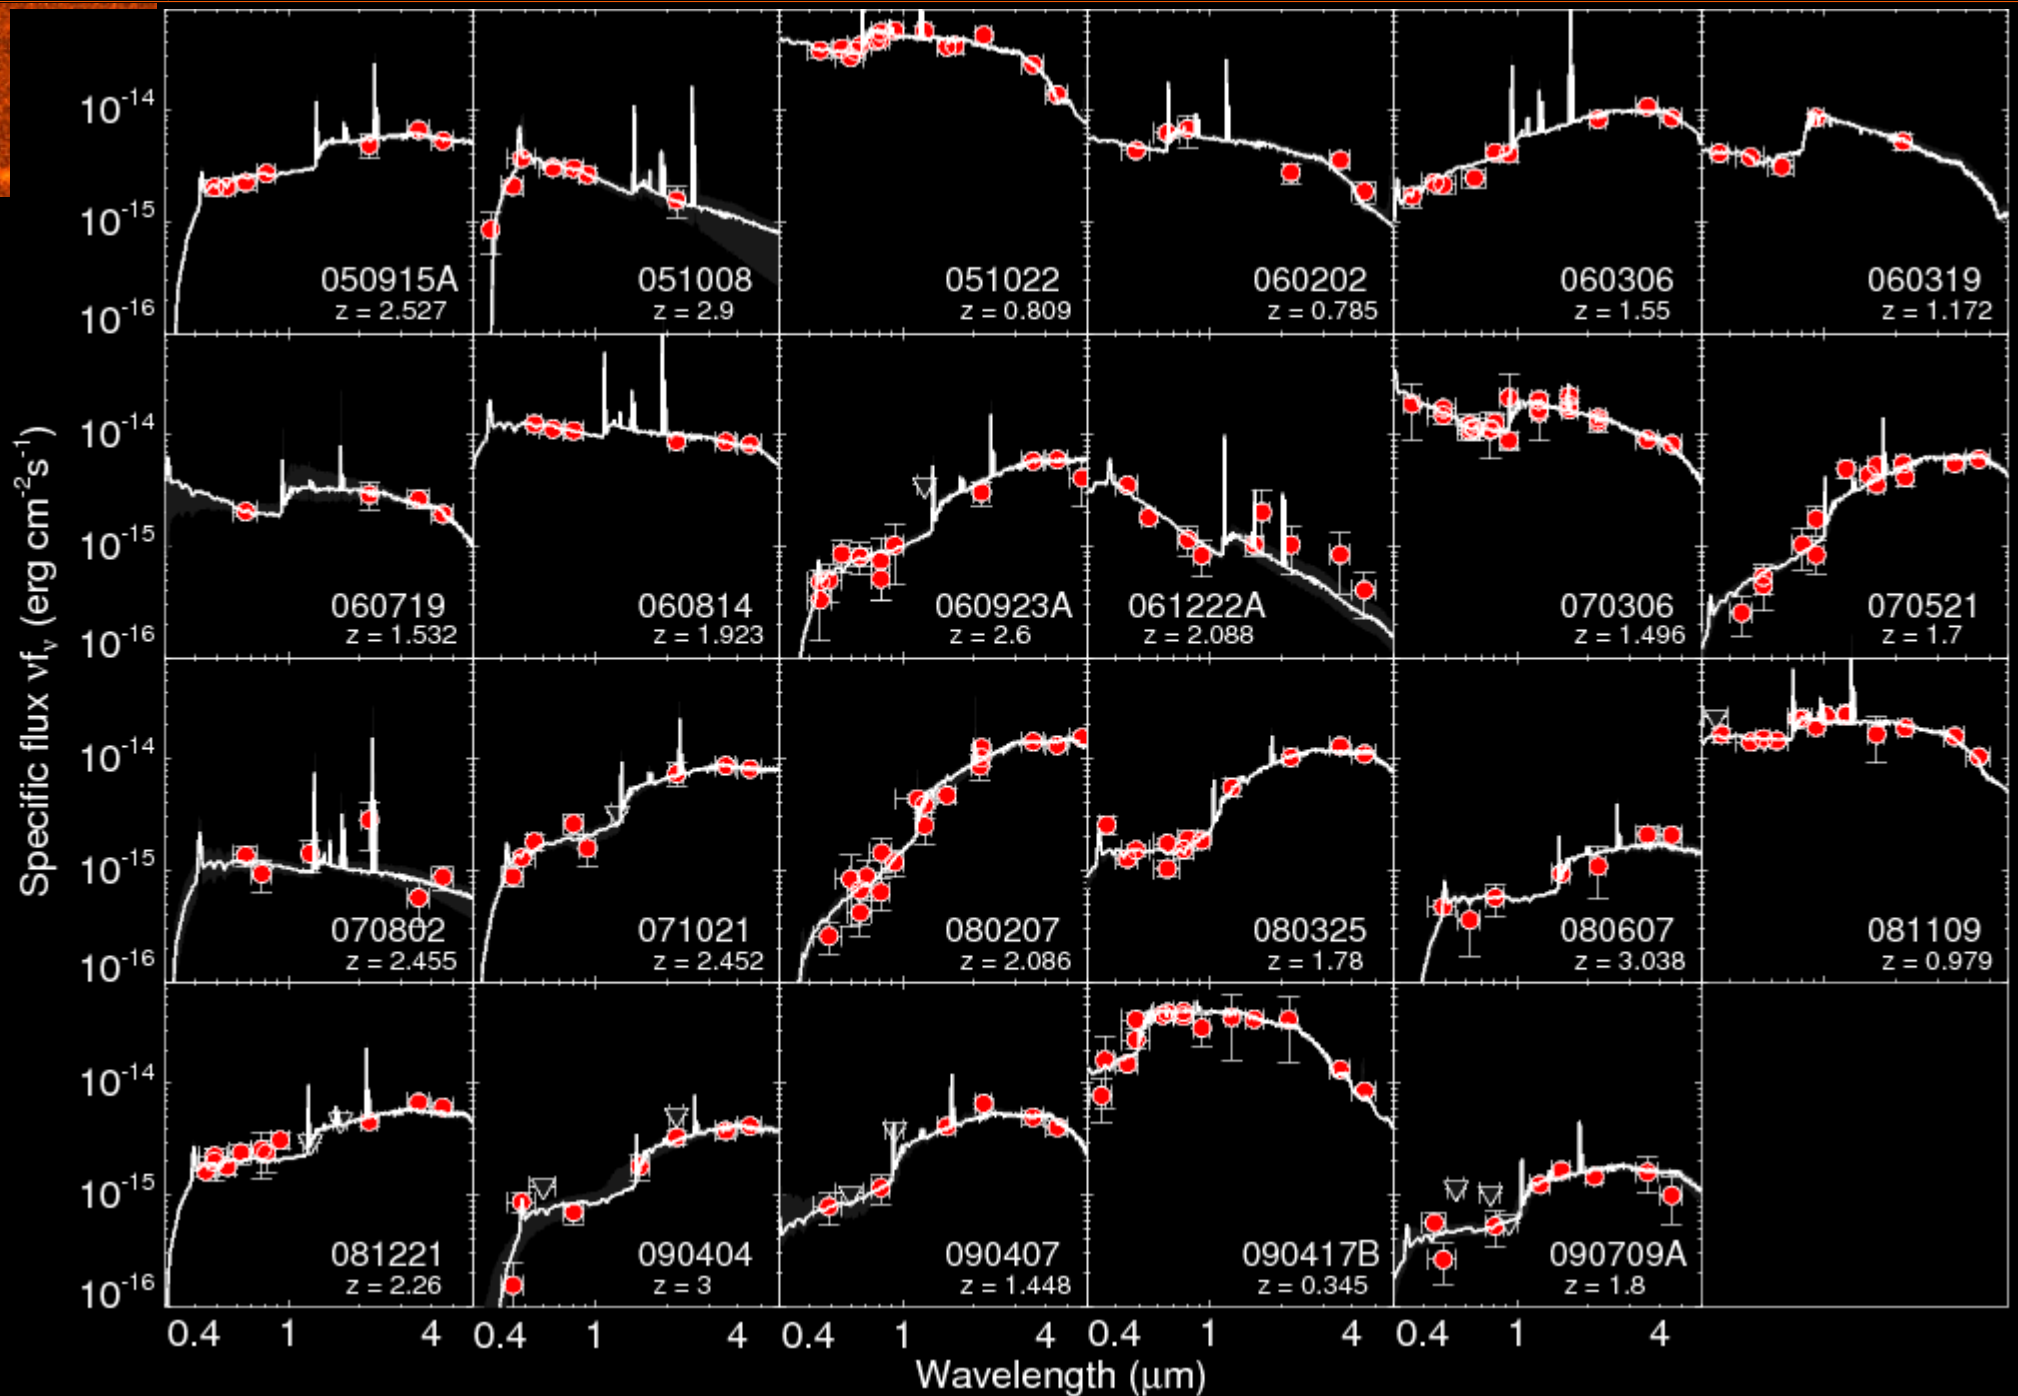 Specific flux νfν (erg cm-2s-1)
10-14
10-15
10-16
050915A
z = 2.527
051008
z = 2.9
051022
z = 0.809
060202
z = 0.785
060306
z = 1.55
060319
z = 1.172
10-14
10-15
10-16
060719
z = 1.532
060814
z = 1.923
060923A
z = 2.6
061222A
z = 2.088
070306
z = 1.496
070521
z = 1.7
10-14
10-15
10-16
070802
z = 2.455
071021
z = 2.452
080207
z = 2.086
080325
z = 1.78
080607
z = 3.038
081109
z = 0.979
10-14
10-15
10-16
081221
z = 2.26
090404
z = 3
090407
z = 1.448
090417B
z = 0.345
090709A
z = 1.8
0.4 1 4 0.4 1 4 0.4 1 4 0.4 1 4 0.4 1 4
Wavelength (μm)